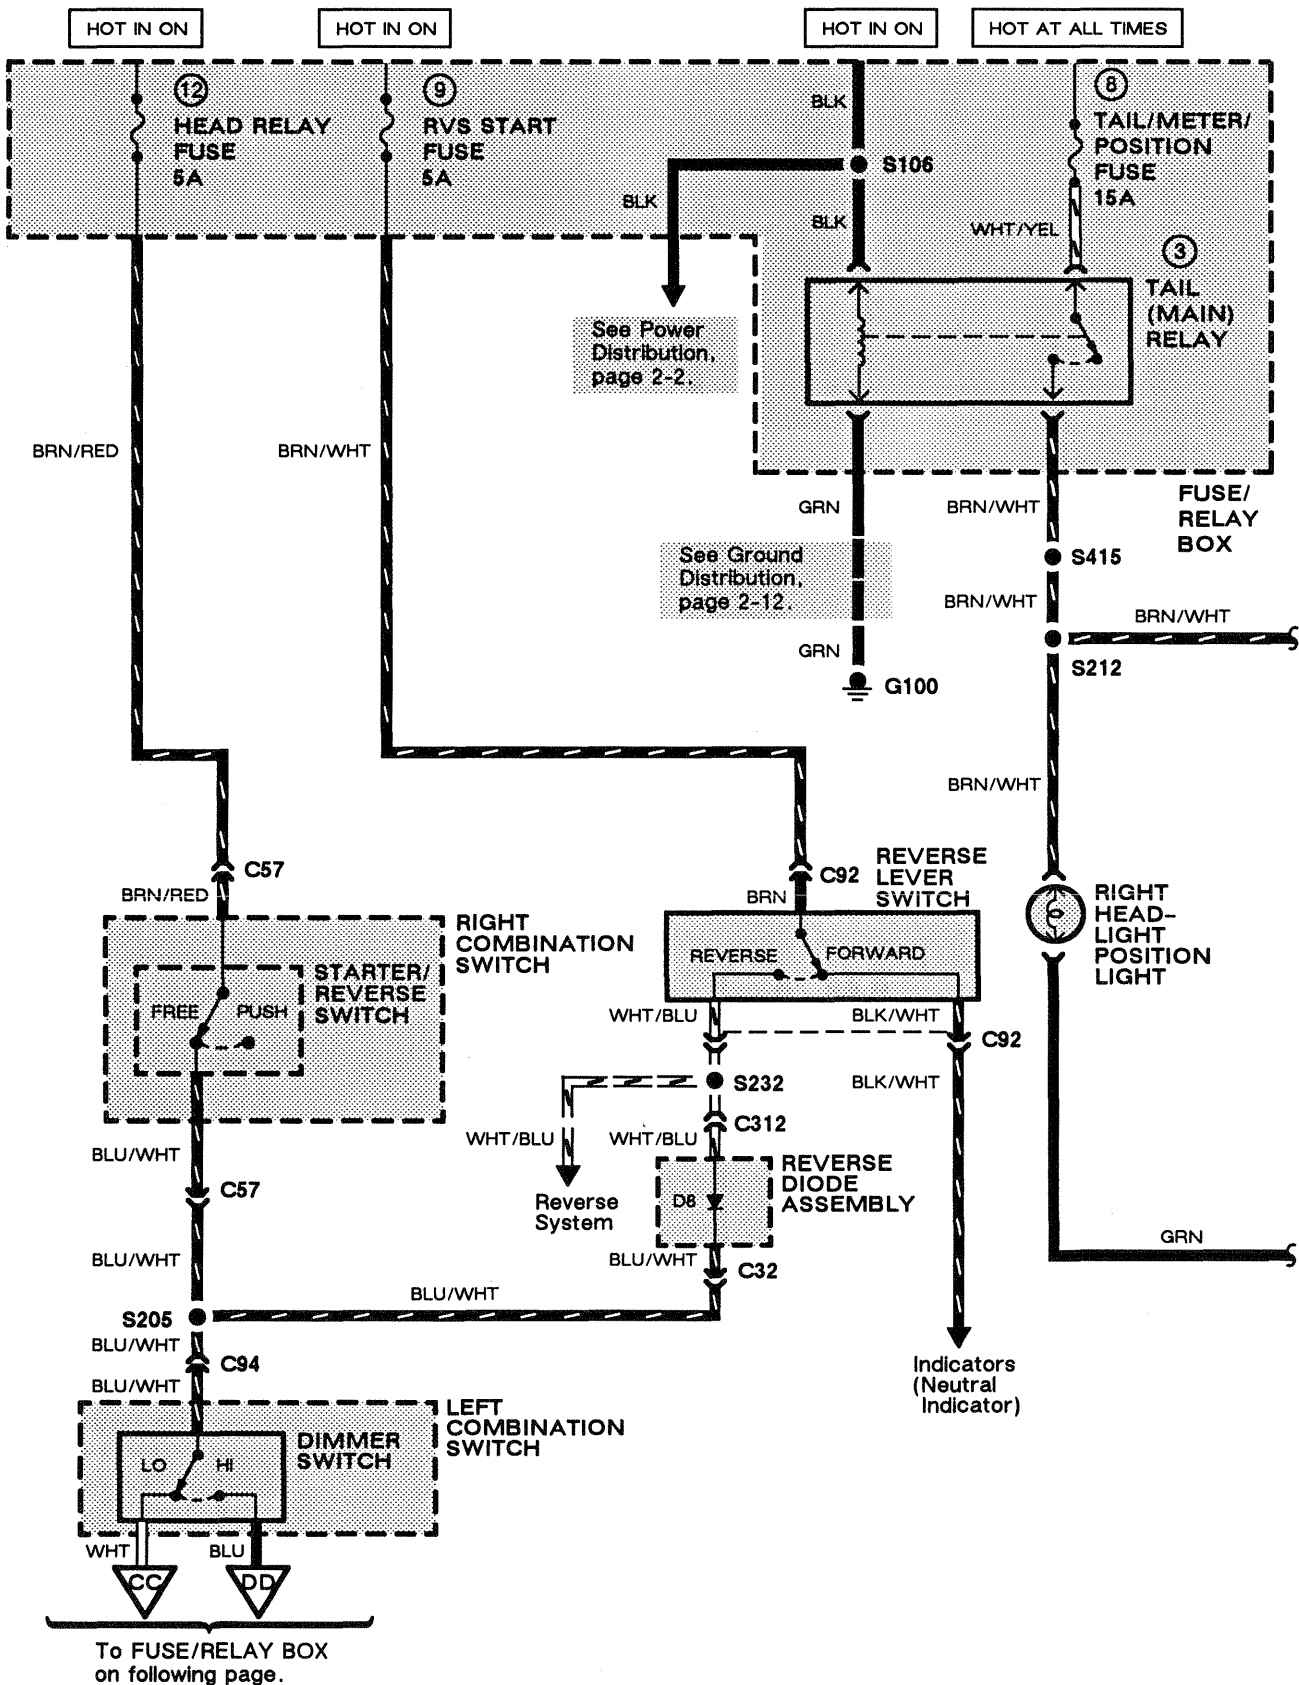 HOT IN ON
HOT IN ON
HOT IN ON
HOT AT ALL TIMES
12
HEAD RELAY
FUSE
5A
9
RVS START
FUSE
5A
BLK
S106
BLK
BLK
8
TAIL/METER/
POSITION
FUSE
15A
WHT/YEL
3
TAIL
(MAIN)
RELAY
See Power
Distribution,
page 2-2.
BRN/RED
BRN/WHT
GRN
BRN/WHT
FUSE/
RELAY
BOX
See Ground
Distribution,
page 2-12.
S415
BRN/WHT
BRN/WHT
S212
GRN
G100
BRN/WHT
C57
BRN/RED
C92
BRN
REVERSE
LEVER
SWITCH
RIGHT
HEAD-
LIGHT
POSITION
LIGHT
RIGHT
COMBINATION
SWITCH
STARTER/
REVERSE
SWITCH
FREE
PUSH
REVERSE
FORWARD
WHT/BLU
BLK/WHT
C92
S232
BLK/WHT
C312
WHT/BLU
WHT/BLU
BLU/WHT
C57
Reverse
System
D8
REVERSE
DIODE
ASSEMBLY
GRN
BLU/WHT
BLU/WHT
C32
BLU/WHT
S205
BLU/WHT
C94
BLU/WHT
Indicators
(Neutral
Indicator)
LEFT
COMBINATION
SWITCH
DIMMER
SWITCH
LO
HI
WHT
BLU
CC
DD
To FUSE/RELAY BOX
on following page.